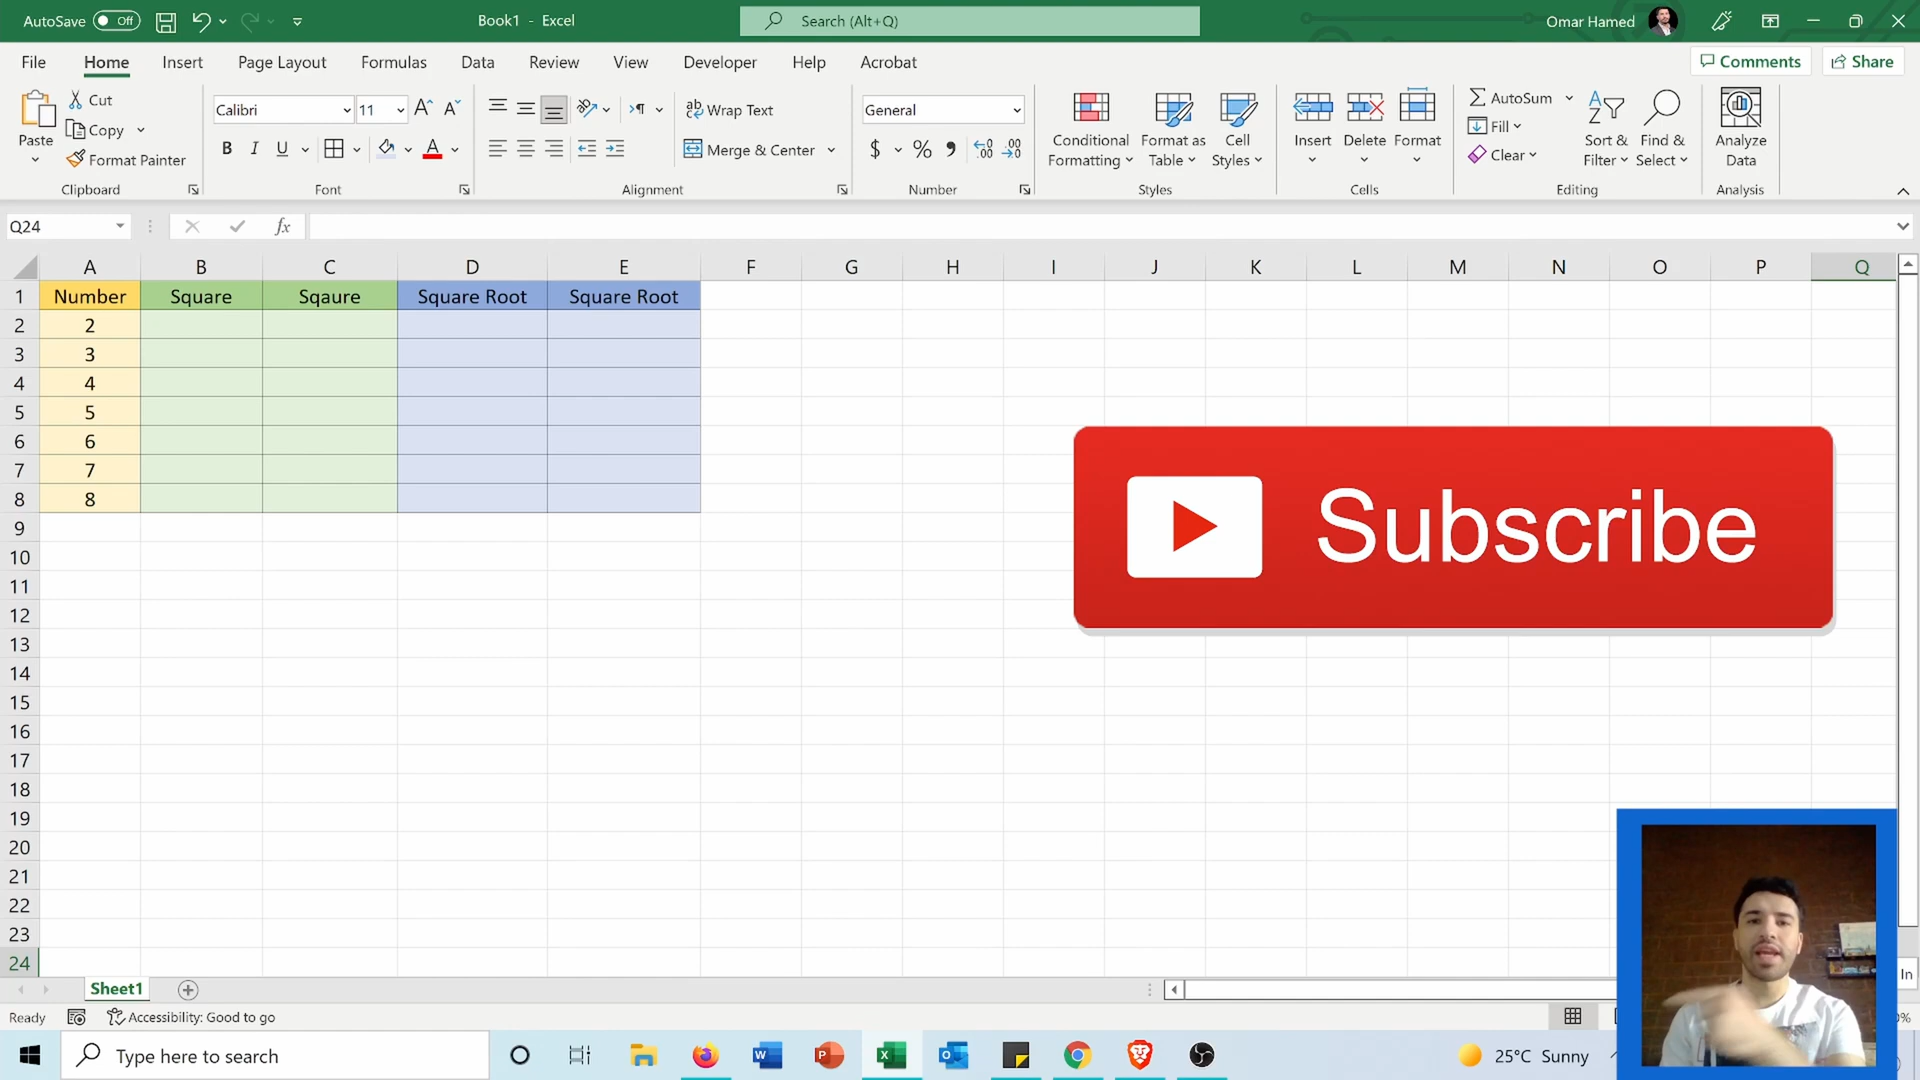 AutoSave Off Book1 - Excel Search (Alt+Q) Omar Hamed
File Home Insert Page Layout Formulas Data Review View Developer Help Acrobat Comments Share
Paste Cut Copy Format Painter Clipboard
Calibri 11 B I U A Font
Wrap Text Merge & Center Alignment
General $ % Number
Conditional Formatting Format as Table Cell Styles Styles
Insert Delete Format Cells
AutoSum Fill Clear Sort & Filter Find & Select Editing
Analyze Data Analysis
Q24 fx
A B C D E F G H I J K L M N O P Q
1 Number Square Sqaure Square Root Square Root
2 2
3 3
4 4
5 5
6 6
7 7
8 8
9
10
11
12
13
14
15
16
17
18
19
20
21
22
23
24
Subscribe
Sheet1
In
Ready Accessibility: Good to go
Type here to search 25°C Sunny